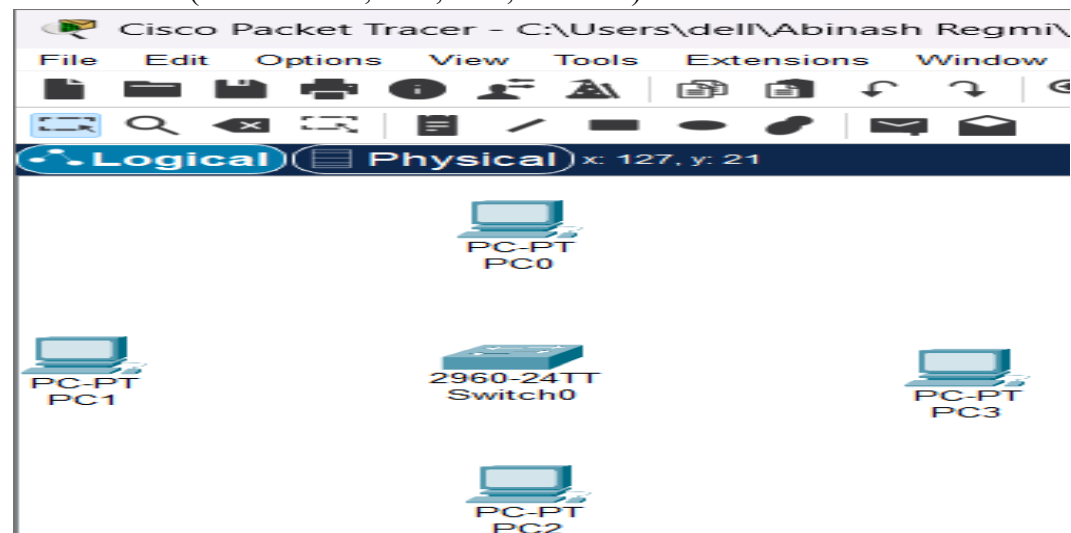 Cisco Packet Tracer - C:\Users\dell\Abinash Regmi\
File Edit Options View Tools Extensions Window
Logical Physical x: 127, y: 21
PC-PT
PC0
PC-PT
PC1
2960-24TT
Switch0
PC-PT
PC3
PC-PT
PC2